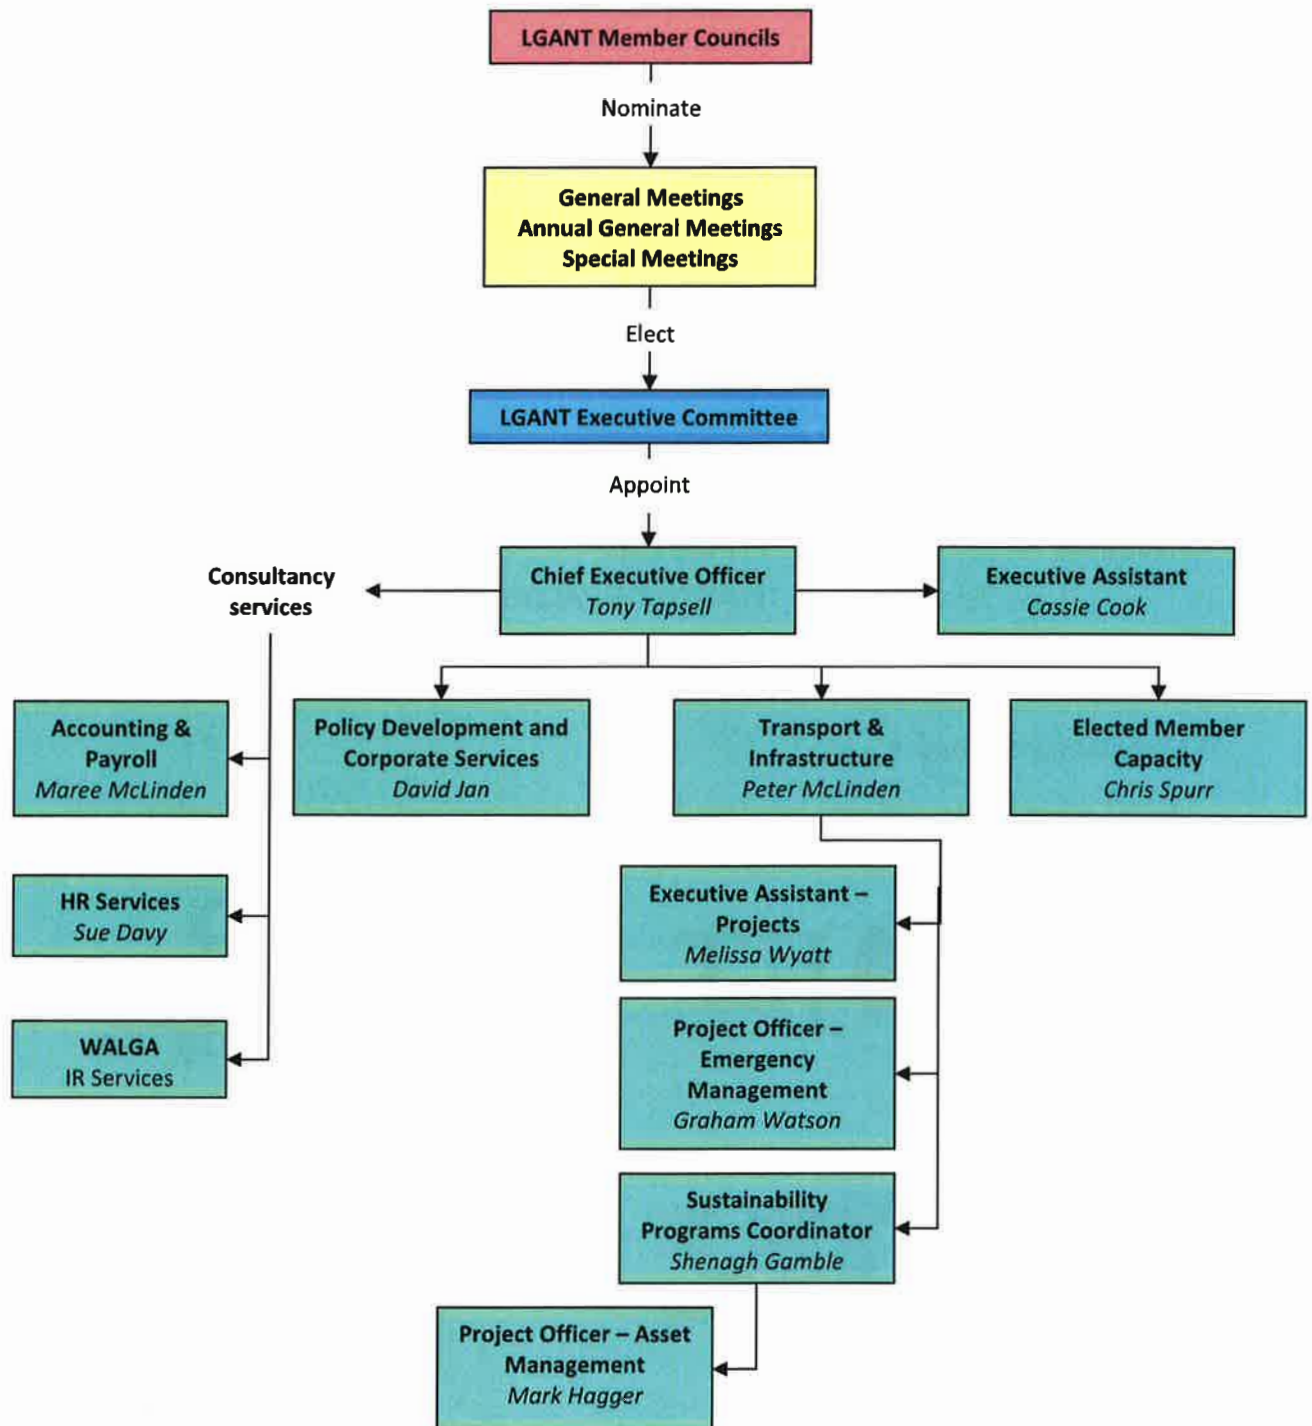 LGANT Member Councils
Nominate
General Meetings
Annual General Meetings
Special Meetings
Elect
LGANT Executive Committee
Appoint
Consultancy
services
Chief Executive Officer
Tony Tapsell
Executive Assistant
Cassie Cook
Accounting &
Payroll
Maree McLinden
Policy Development and
Corporate Services
David Jan
Transport &
Infrastructure
Peter McLinden
Elected Member
Capacity
Chris Spurr
HR Services
Sue Davy
WALGA
IR Services
Executive Assistant –
Projects
Melissa Wyatt
Project Officer –
Emergency
Management
Graham Watson
Sustainability
Programs Coordinator
Shenagh Gamble
Project Officer – Asset
Management
Mark Hagger